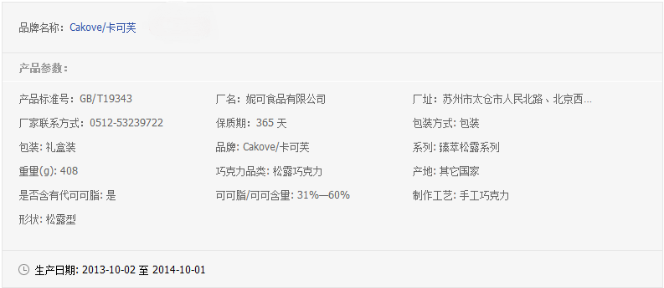 品牌名称：Cakove/卡可芙
产品参数：
产品标准号：GB/T19343 厂名：妮可食品有限公司 厂址：苏州市太仓市人民北路、北京西...
厂家联系方式：0512-53239722 保质期：365 天 包装方式: 包装
包装: 礼盒装 品牌: Cakove/卡可芙 系列: 臻萃松露系列
重量(g): 408 巧克力品类: 松露巧克力 产地: 其它国家
是否含有代可可脂: 是 可可脂/可可含量: 31%—60% 制作工艺: 手工巧克力
形状: 松露型
生产日期: 2013-10-02 至 2014-10-01